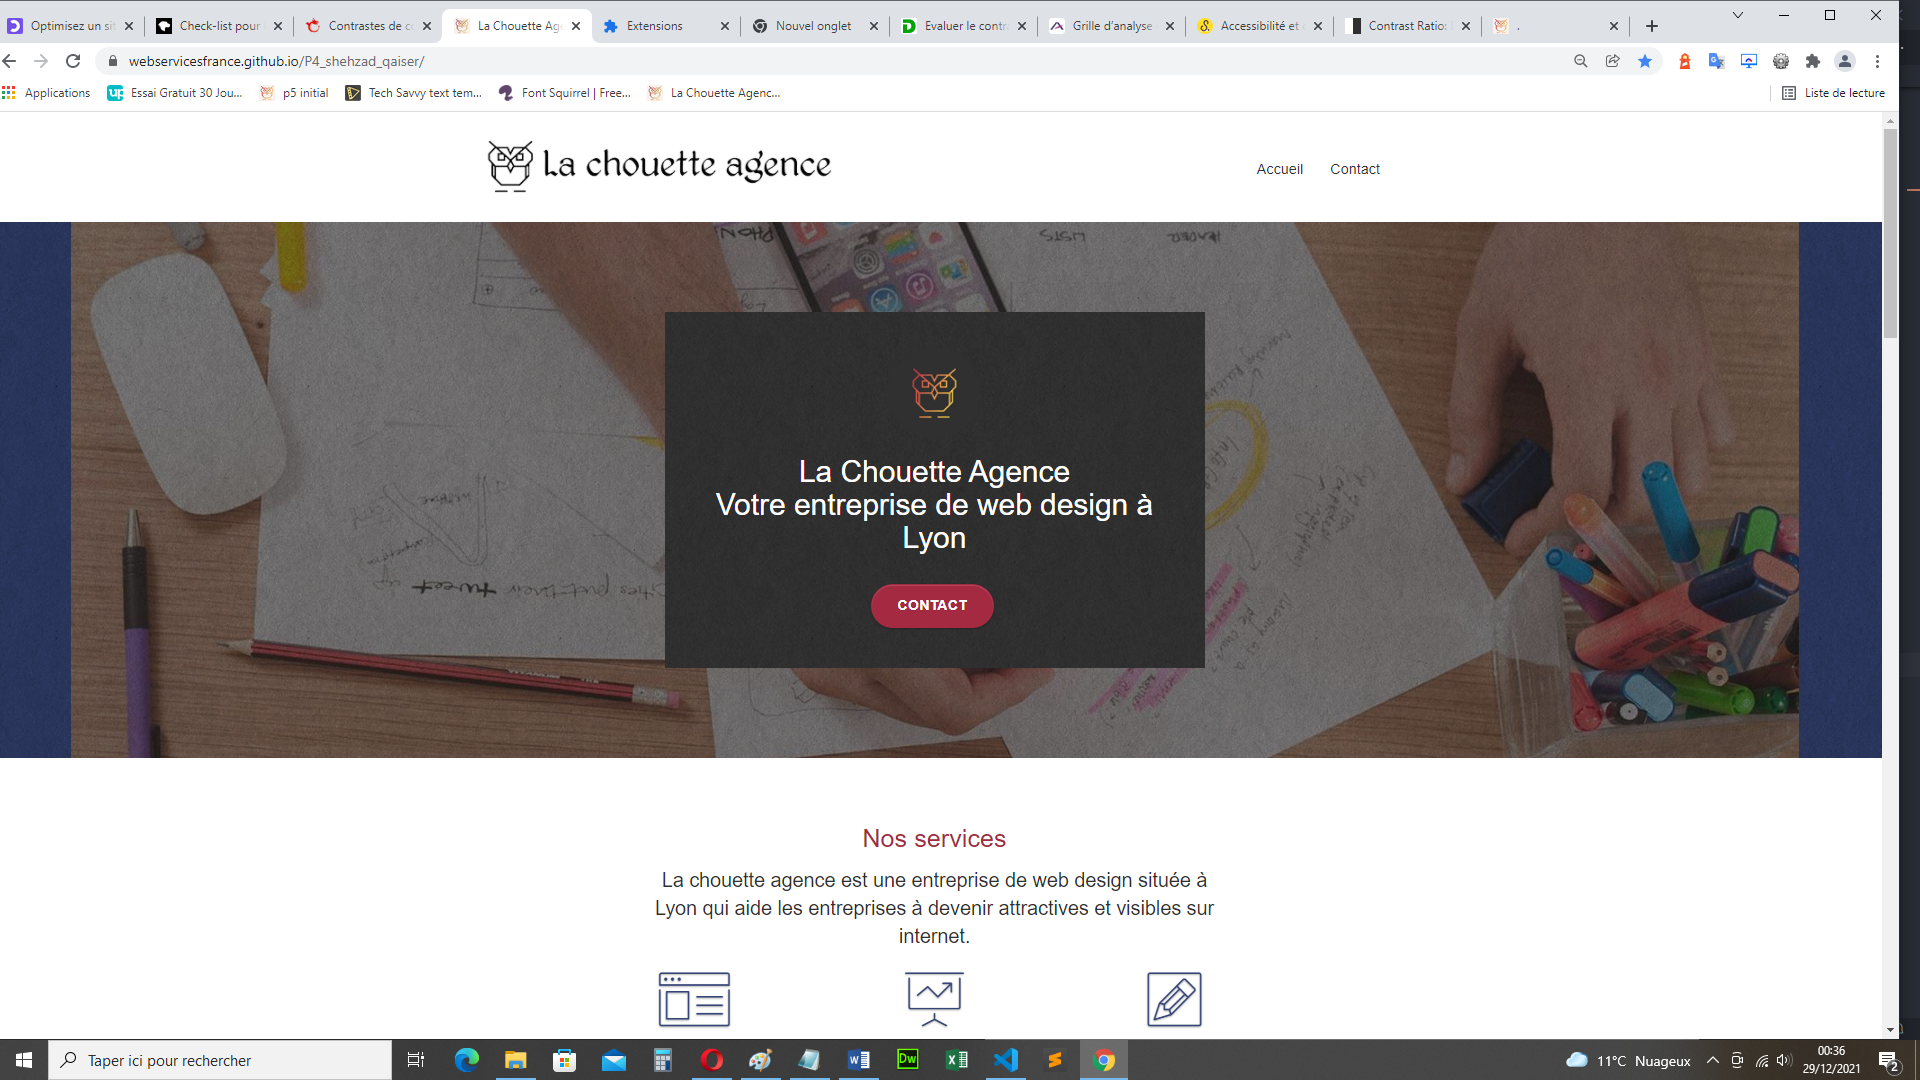 Optimisez un si
Check-list pour
Contrastes de co
La Chouette Age
Extensions
Nouvel onglet
Evaluer le contr
Grille d'analyse
Accessibilité et
Contrast Ratio:
.
webservicesfrance.github.io/P4_shehzad_qaiser/
Applications
Essai Gratuit 30 Jou...
p5 initial
Tech Savvy text tem...
Font Squirrel | Free...
La Chouette Agenc...
Liste de lecture
La chouette agence
Accueil
Contact
La Chouette Agence
Votre entreprise de web design à
Lyon
CONTACT
Nos services
La chouette agence est une entreprise de web design située à
Lyon qui aide les entreprises à devenir attractives et visibles sur
internet.
Taper ici pour rechercher
11°C Nuageux
00:36
29/12/2021
2